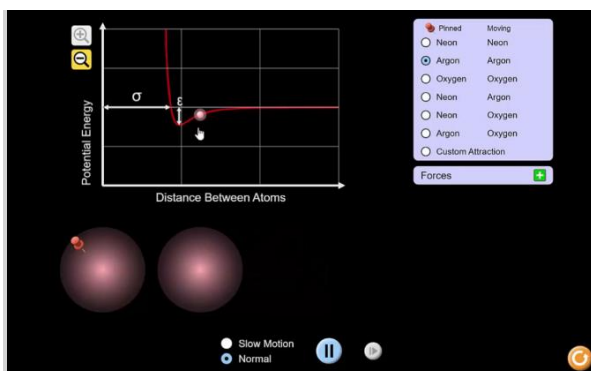 σ
ε
Potential Energy
Distance Between Atoms
Pinned Moving
Neon Neon
Argon Argon
Oxygen Oxygen
Neon Argon
Neon Oxygen
Argon Oxygen
Custom Attraction
Forces
Slow Motion
Normal